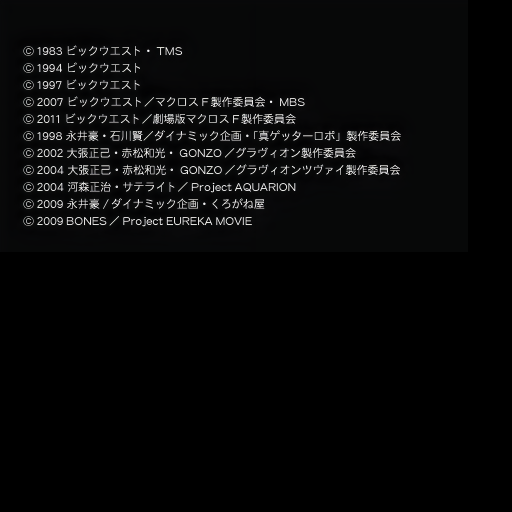 © 1983 ビックウエスト・TMS
© 1994 ビックウエスト
© 1997 ビックウエスト
© 2007 ビックウエスト／マクロスＦ製作委員会・MBS
© 2011 ビックウエスト／劇場版マクロスＦ製作委員会
© 1998 永井豪・石川賢／ダイナミック企画・「真ゲッターロボ」製作委員会
© 2002 大張正己・赤松和光・GONZO／グラヴィオン製作委員会
© 2004 大張正己・赤松和光・GONZO／グラヴィオンツヴァイ製作委員会
© 2004 河森正治・サテライト／Project AQUARION
© 2009 永井豪 / ダイナミック企画・くろがね屋
© 2009 BONES／Project EUREKA MOVIE